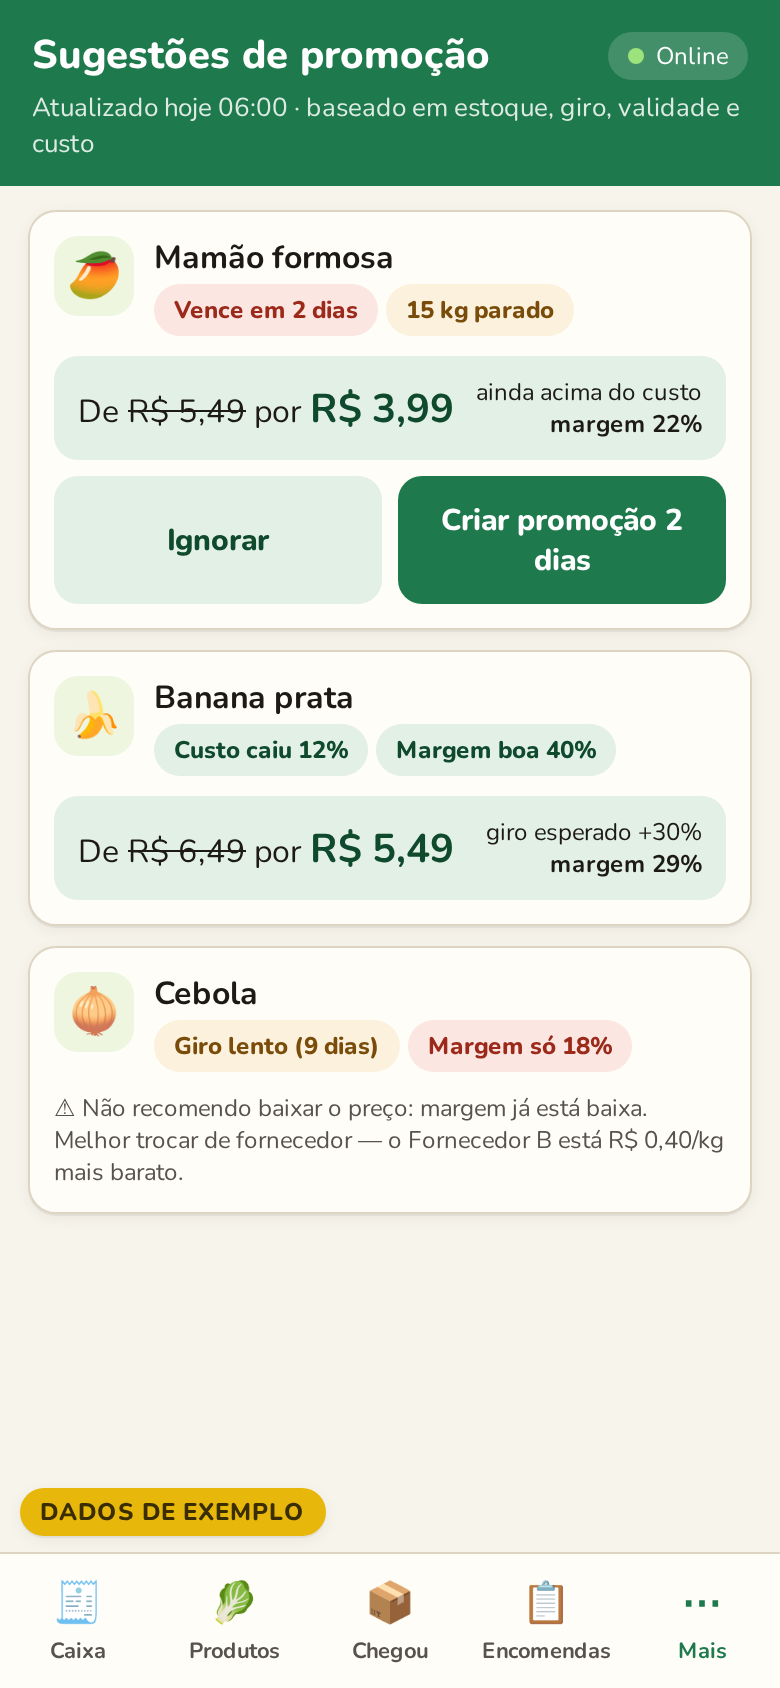 Sugestões de promoção
Online
Atualizado hoje 06:00 · baseado em estoque, giro, validade e
custo
Mamão formosa
Vence em 2 dias
15 kg parado
De R$ 5,49 por R$ 3,99
ainda acima do custo
margem 22%
Ignorar
Criar promoção 2
dias
Banana prata
Custo caiu 12%
Margem boa 40%
De R$ 6,49 por R$ 5,49
giro esperado +30%
margem 29%
Cebola
Giro lento (9 dias)
Margem só 18%
⚠ Não recomendo baixar o preço: margem já está baixa.
Melhor trocar de fornecedor — o Fornecedor B está R$ 0,40/kg
mais barato.
DADOS DE EXEMPLO
Caixa
Produtos
Chegou
Encomendas
Mais